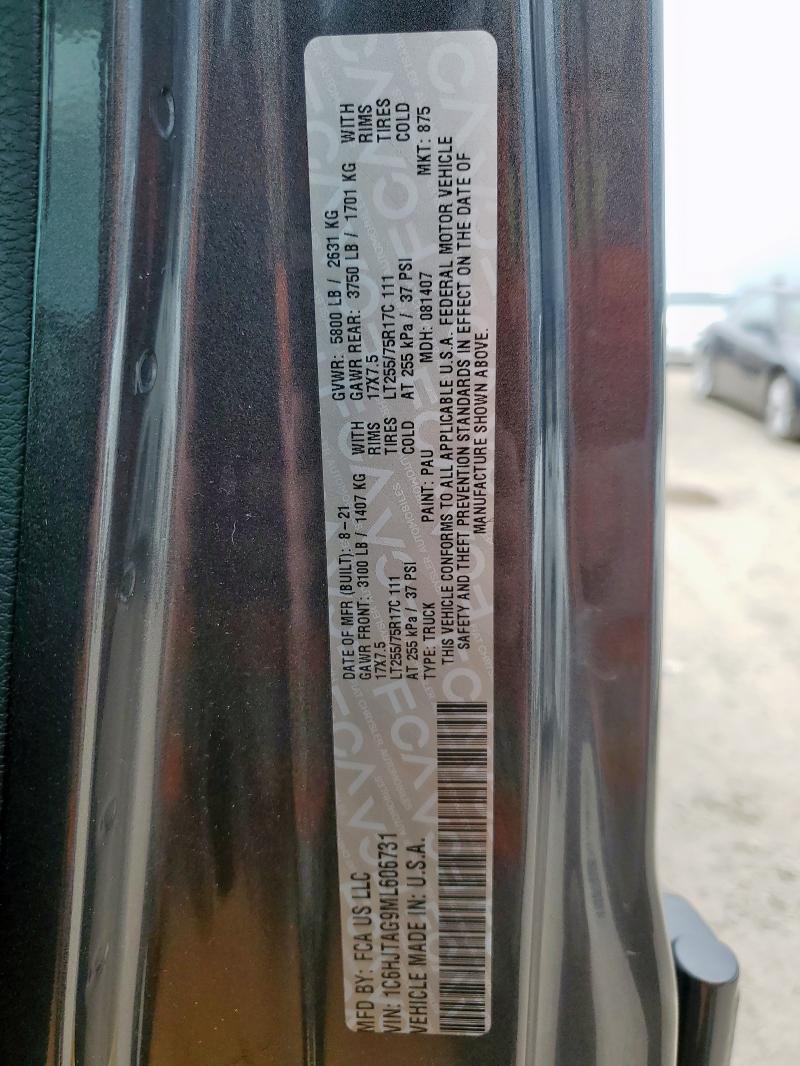 MFD BY: FCA US LLC
VIN: 1C6HJTAG9ML606731
VEHICLE MADE IN: U.S.A.
DATE OF MFR (BUILT): 8-21 GVWR: 5800 LB / 2631 KG
GAWR FRONT: 3100 LB / 1407 KG WITH GAWR REAR: 3750 LB / 1701 KG WITH
17X7.5 RIMS 17X7.5 RIMS
LT255/75R17C 111 TIRES LT255/75R17C 111 TIRES
AT 255 kPa / 37 PSI COLD AT 255 kPa / 37 PSI COLD
TYPE: TRUCK PAINT: PAU MDH: 081407 MKT: 875
THIS VEHICLE CONFORMS TO ALL APPLICABLE U.S.A. FEDERAL MOTOR VEHICLE
SAFETY AND THEFT PREVENTION STANDARDS IN EFFECT ON THE DATE OF
MANUFACTURE SHOWN ABOVE.